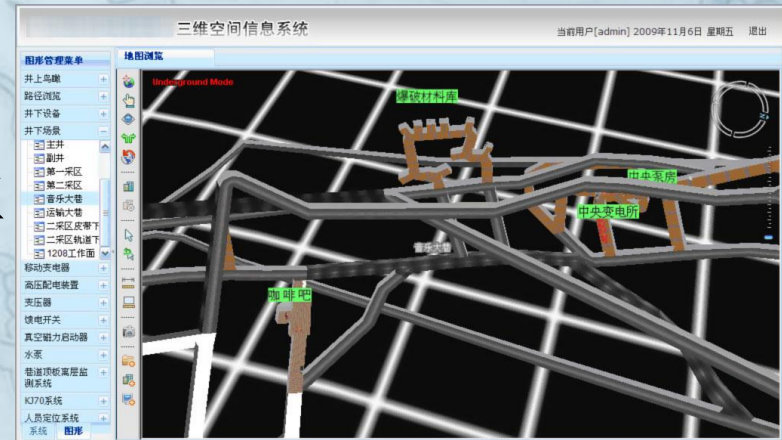 三维空间信息系统
当前用户[admin] 2009年11月6日 星期五 退出
图形管理菜单
地图浏览
井上鸟瞰
路径浏览
井下设备
井下场景
主井
副井
第一采区
第二采区
音乐大巷
运输大巷
二采区皮带下
二采区轨道下
1208工作面
移动变电器
高压配电装置
变压器
馈电开关
真空磁力启动器
水泵
巷道顶板离层监
测系统
KJ70系统
人员定位系统
系统 图形
Underground Mode
爆破材料库
中央泵房
中央变电所
音乐大巷
咖啡吧
N